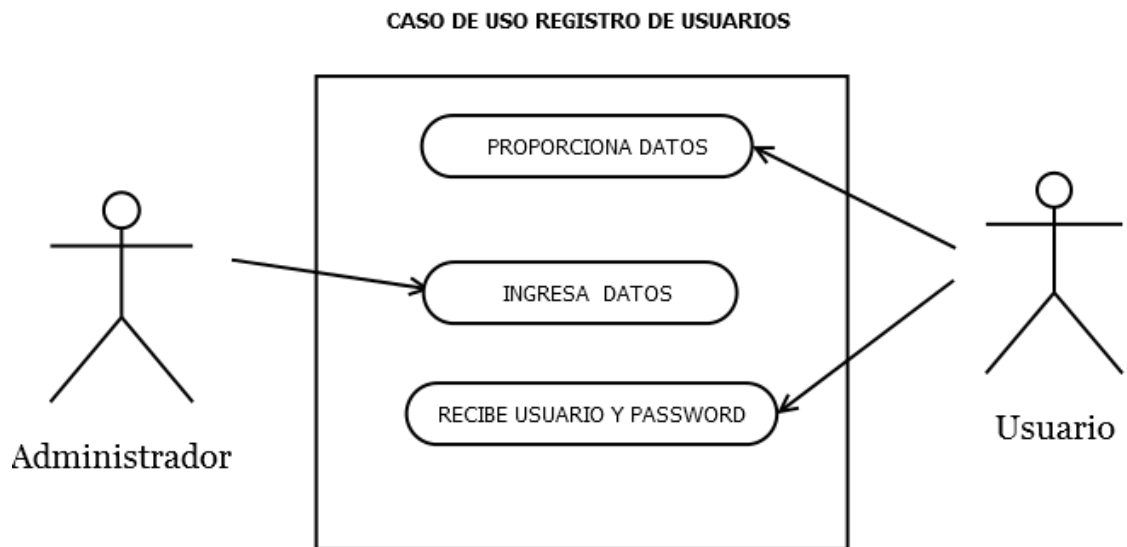 CASO DE USO REGISTRO DE USUARIOS
PROPORCIONA DATOS
INGRESA DATOS
RECIBE USUARIO Y PASSWORD
Administrador
Usuario